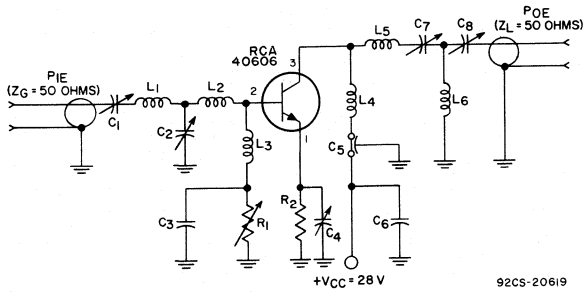 POE
(ZL = 50 OHMS)
L5
C7
C8
RCA
40606
3
PIE
(ZG = 50 OHMS)
C1
L1
L2
2
L4
L6
C2
L3
1
C5
C3
R1
R2
C4
C6
+VCC = 28 V
92CS-20619